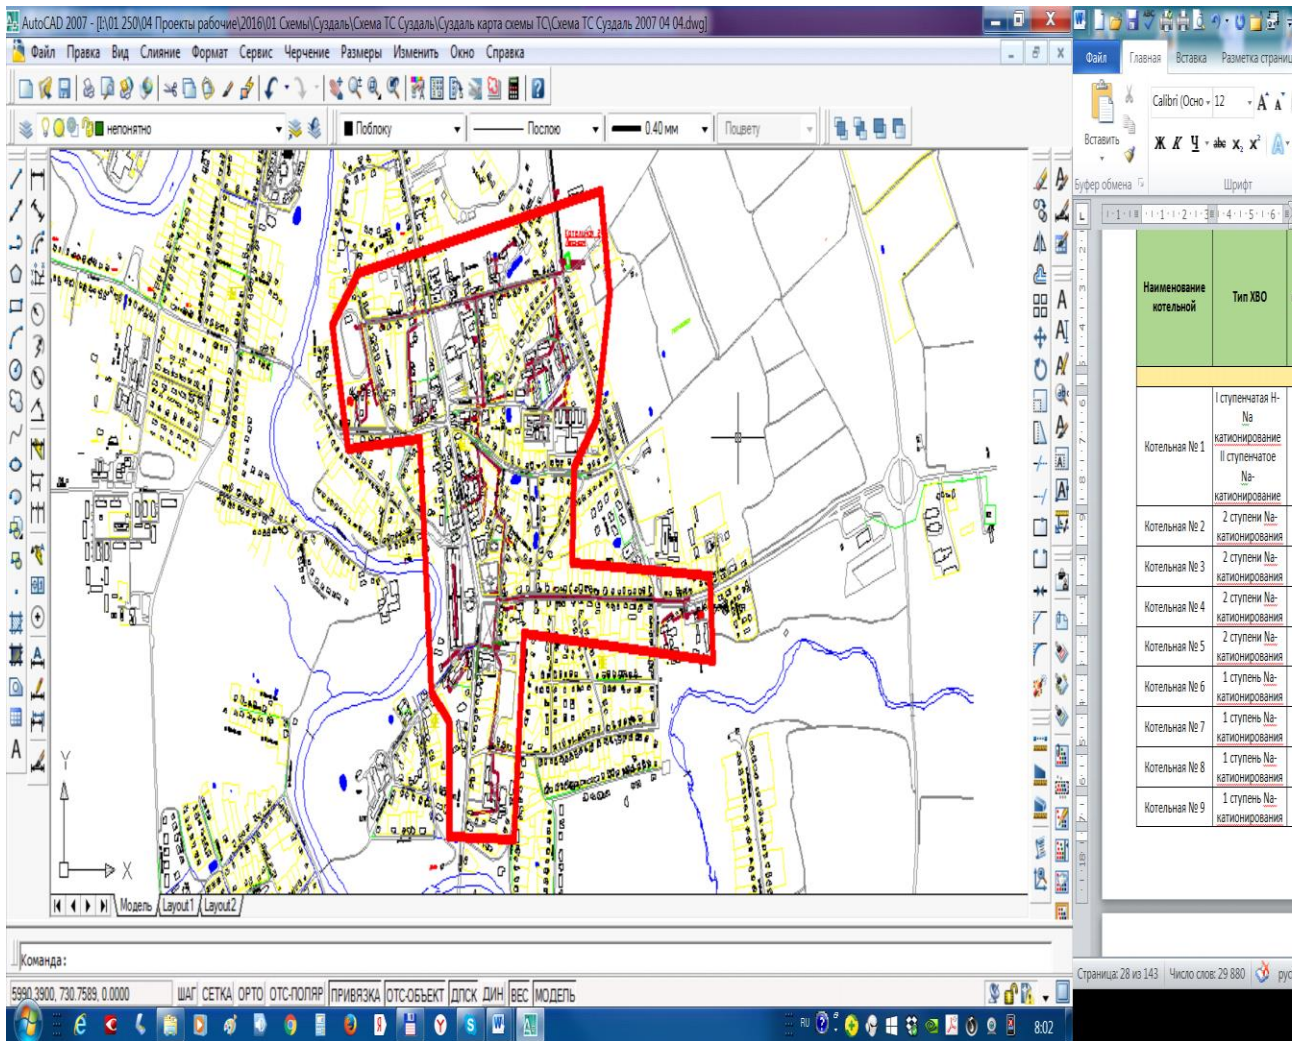 AutoCAD 2007 - [I:\01 250\04 Проекты рабочие\2016\01 Схемы\Суздаль\Схема ТС Суздаль\Суздаль карта схемы ТС\Схема ТС Суздаль 2007 04 04.dwg]
Файл Правка Вид Слияние Формат Сервис Черчение Размеры Изменить Окно Справка
непонятно
Поблоку
Послою
0.40 мм
Поцвету
Котельная 2
Y
X
Модель Layout1 Layout2
Команда:
5990.3900, 730.7589, 0.0000
ШАГ СЕТКА ОРТО ОТС-ПОЛЯР ПРИВЯЗКА ОТС-ОБЪЕКТ ДПСК ДИН ВЕС МОДЕЛЬ
Файл Главная Вставка Разметка страниц
Calibri (Осно 12
Вставить
Ж К Ч abc x₂ x²
Буфер обмена Шрифт
Наименование
котельной
Тип ХВО
Котельная № 1
I ступенчатая H-
Na
катионирование
II ступенчатое
Na-
катионирование
Котельная № 2
2 ступени Na-
катионирования
Котельная № 3
2 ступени Na-
катионирования
Котельная № 4
2 ступени Na-
катионирования
Котельная № 5
2 ступени Na-
катионирования
Котельная № 6
1 ступень Na-
катионирования
Котельная № 7
1 ступень Na-
катионирования
Котельная № 8
1 ступень Na-
катионирования
Котельная № 9
1 ступень Na-
катионирования
Страница: 28 из 143 Число слов: 29 880 рус
RU
8:02